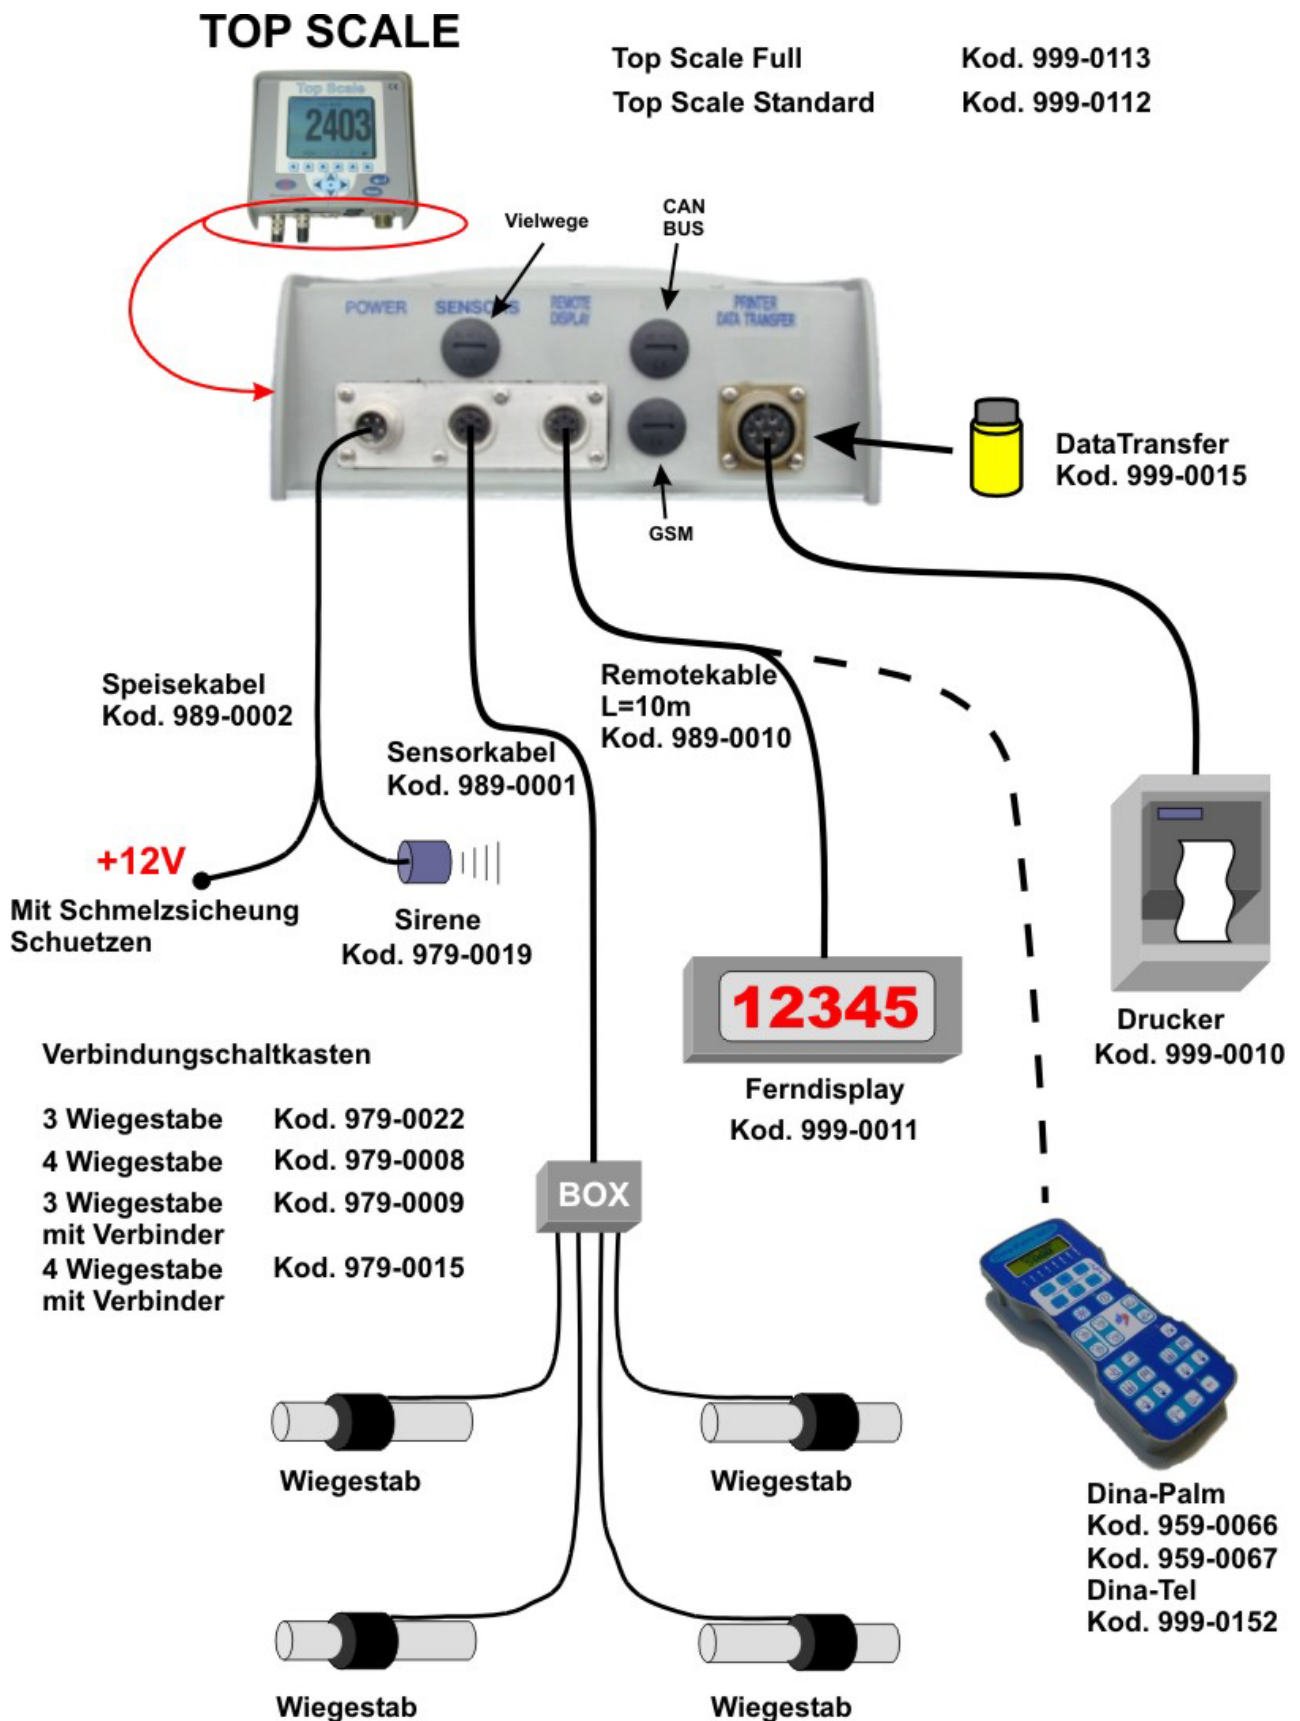 TOP SCALE
Top Scale Full Kod. 999-0113
Top Scale Standard Kod. 999-0112
Top Scale
2403
Vielwege
CAN
BUS
POWER
SENSORS
REMOTE
DISPLAY
PRINTER
DATA TRANSFER
DataTransfer
Kod. 999-0015
GSM
Speisekabel
Kod. 989-0002
Remotekable
L=10m
Kod. 989-0010
Sensorkabel
Kod. 989-0001
+12V
Mit Schmelzsicheung
Schuetzen
Sirene
Kod. 979-0019
12345
Ferndisplay
Kod. 999-0011
Drucker
Kod. 999-0010
Verbindungschaltkasten
3 Wiegestabe Kod. 979-0022
4 Wiegestabe Kod. 979-0008
3 Wiegestabe Kod. 979-0009
mit Verbinder
4 Wiegestabe Kod. 979-0015
mit Verbinder
BOX
Wiegestab
Wiegestab
Wiegestab
Wiegestab
Dina-Palm
Kod. 959-0066
Kod. 959-0067
Dina-Tel
Kod. 999-0152